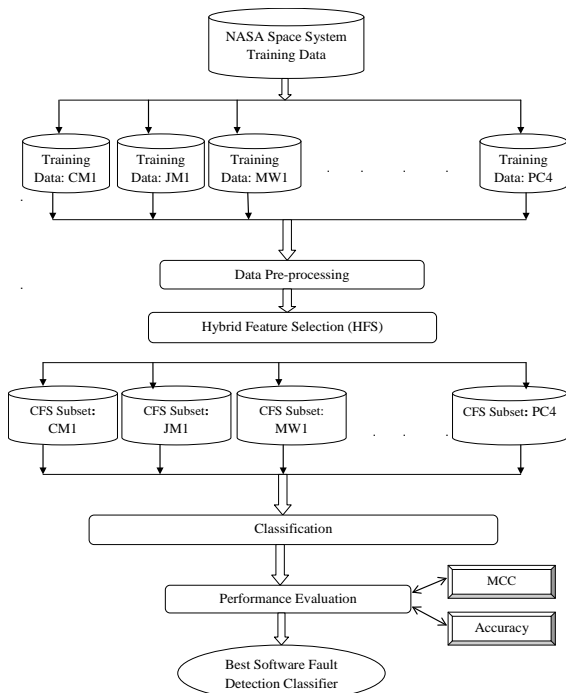 NASA Space System
Training Data
Training
Data: CM1
Training
Data: JM1
Training
Data: MW1
. . . .
Training
Data: PC4
Data Pre-processing
Hybrid Feature Selection (HFS)
CFS Subset:
CM1
CFS Subset:
JM1
CFS Subset:
MW1
. . .
CFS Subset: PC4
Classification
Performance Evaluation
MCC
Accuracy
Best Software Fault
Detection Classifier